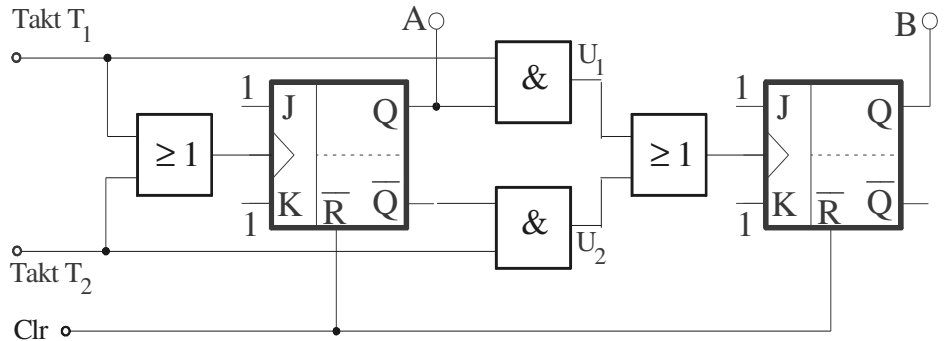 Takt T1
A
B
&
U1
1
J
Q
≥ 1
K
R̅
Q̅
1
&
U2
≥ 1
1
J
Q
K
R̅
Q̅
1
Takt T2
Clr